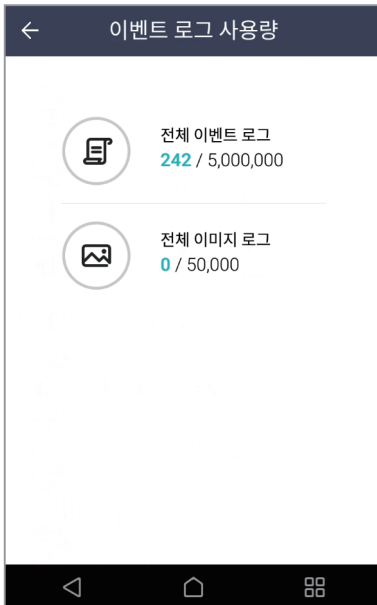 이벤트 로그 사용량
전체 이벤트 로그
242 / 5,000,000
전체 이미지 로그
0 / 50,000